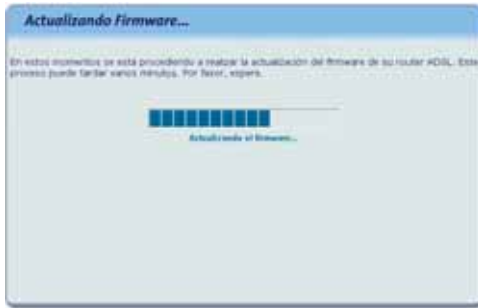 Actualizando Firmware...
En estos momentos se está procediendo a realizar la actualización del firmware de su router ADSL. Este
proceso puede tardar varios minutos. Por favor, espere.
Actualizando el firmware...